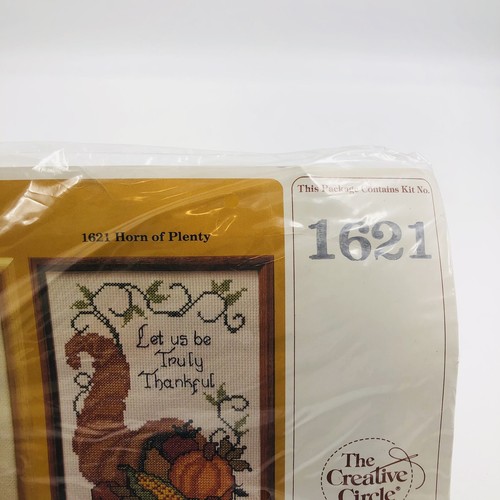 This Package Contains Kit No.
1621
1621 Horn of Plenty
Let us be
Truly
Thankful
The
Creative
Circle